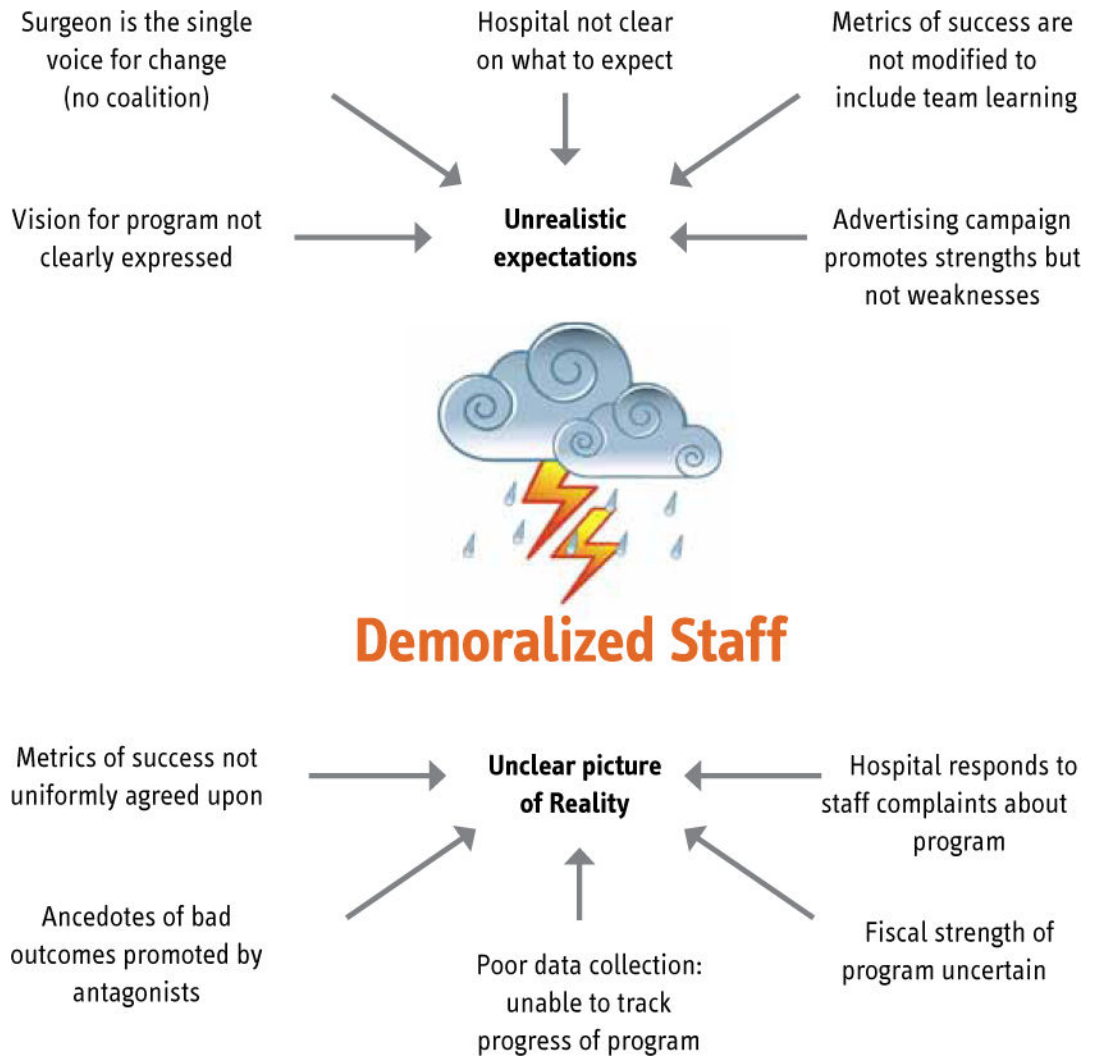 Surgeon is the single
voice for change
(no coalition)
Hospital not clear
on what to expect
Metrics of success are
not modified to
include team learning
Vision for program not
clearly expressed
Unrealistic
expectations
Advertising campaign
promotes strengths but
not weaknesses
Demoralized Staff
Metrics of success not
uniformly agreed upon
Unclear picture
of Reality
Hospital responds to
staff complaints about
program
Ancedotes of bad
outcomes promoted by
antagonists
Poor data collection:
unable to track
progress of program
Fiscal strength of
program uncertain